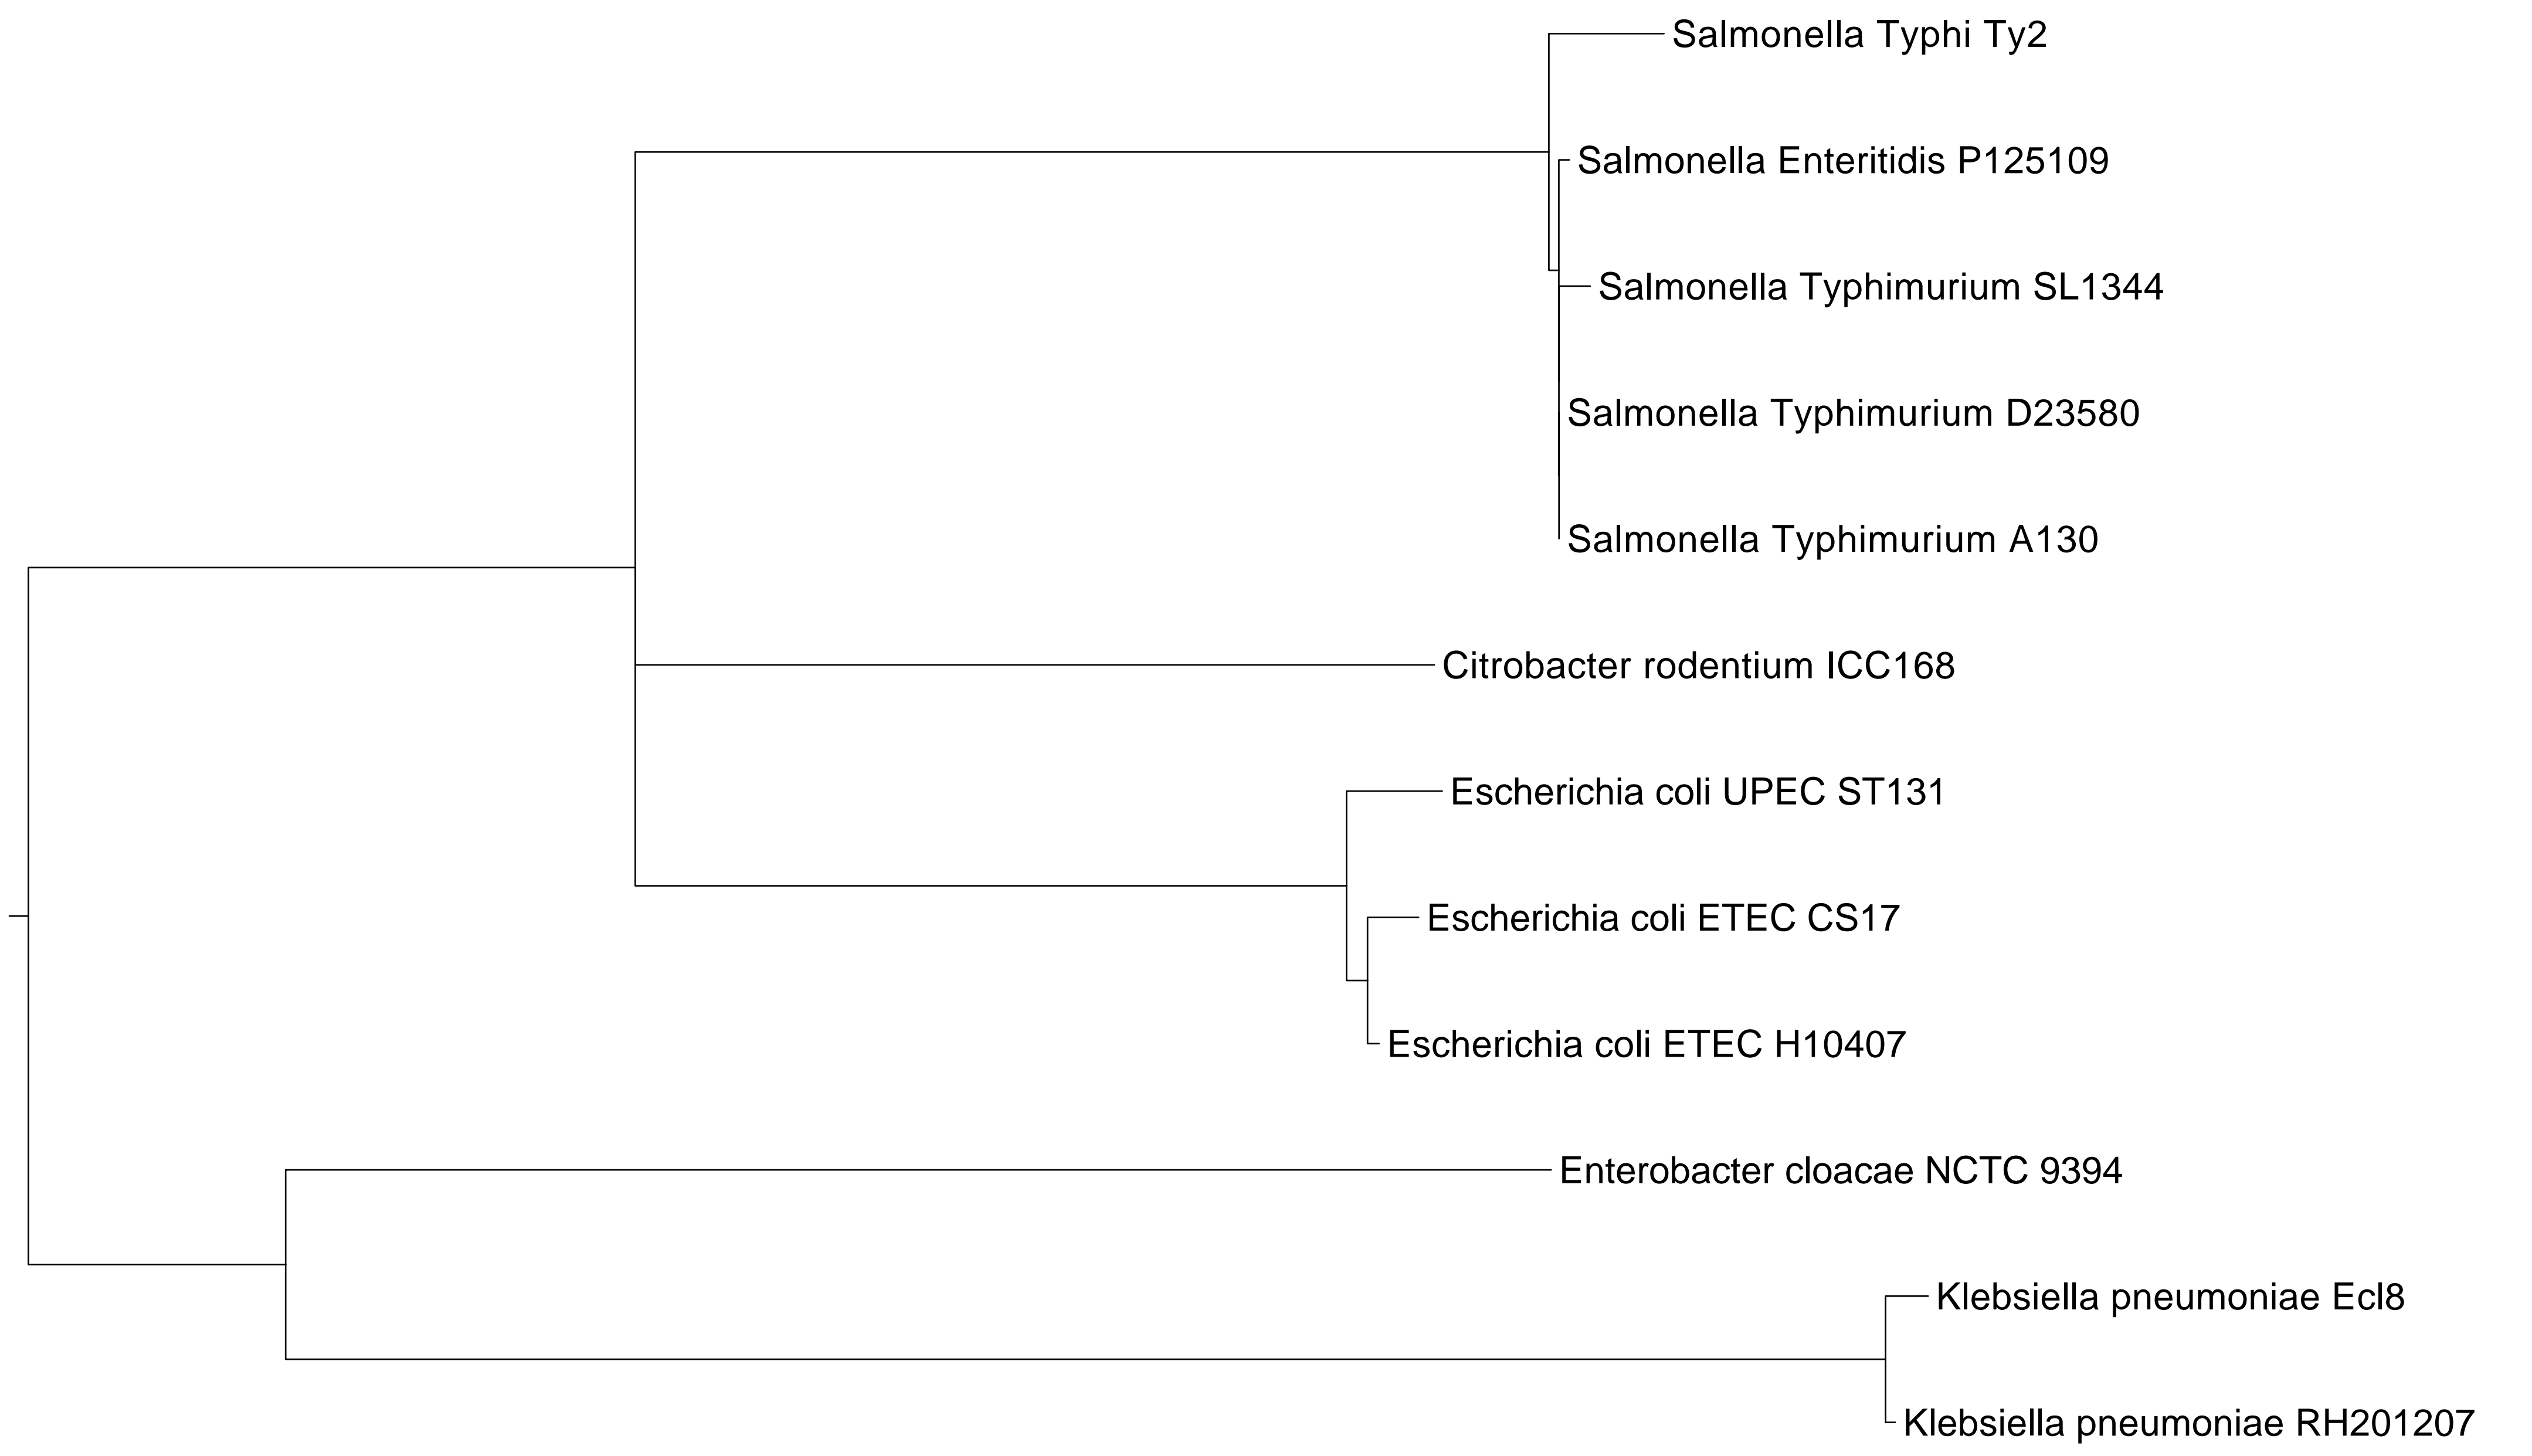 Salmonella Typhi Ty2
Salmonella Enteritidis P125109
Salmonella Typhimurium SL1344
Salmonella Typhimurium D23580
Salmonella Typhimurium A130
Citrobacter rodentium ICC168
Escherichia coli UPEC ST131
Escherichia coli ETEC CS17
Escherichia coli ETEC H10407
Enterobacter cloacae NCTC 9394
Klebsiella pneumoniae Ecl8
Klebsiella pneumoniae RH201207